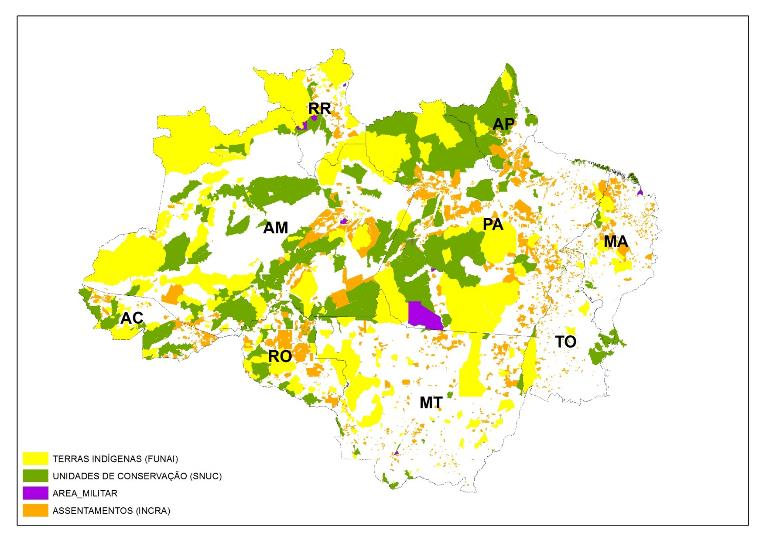 RR
AP
AM
PA
MA
AC
RO
TO
MT
TERRAS INDÍGENAS (FUNAI)
UNIDADES DE CONSERVAÇÃO (SNUC)
AREA_MILITAR
ASSENTAMENTOS (INCRA)